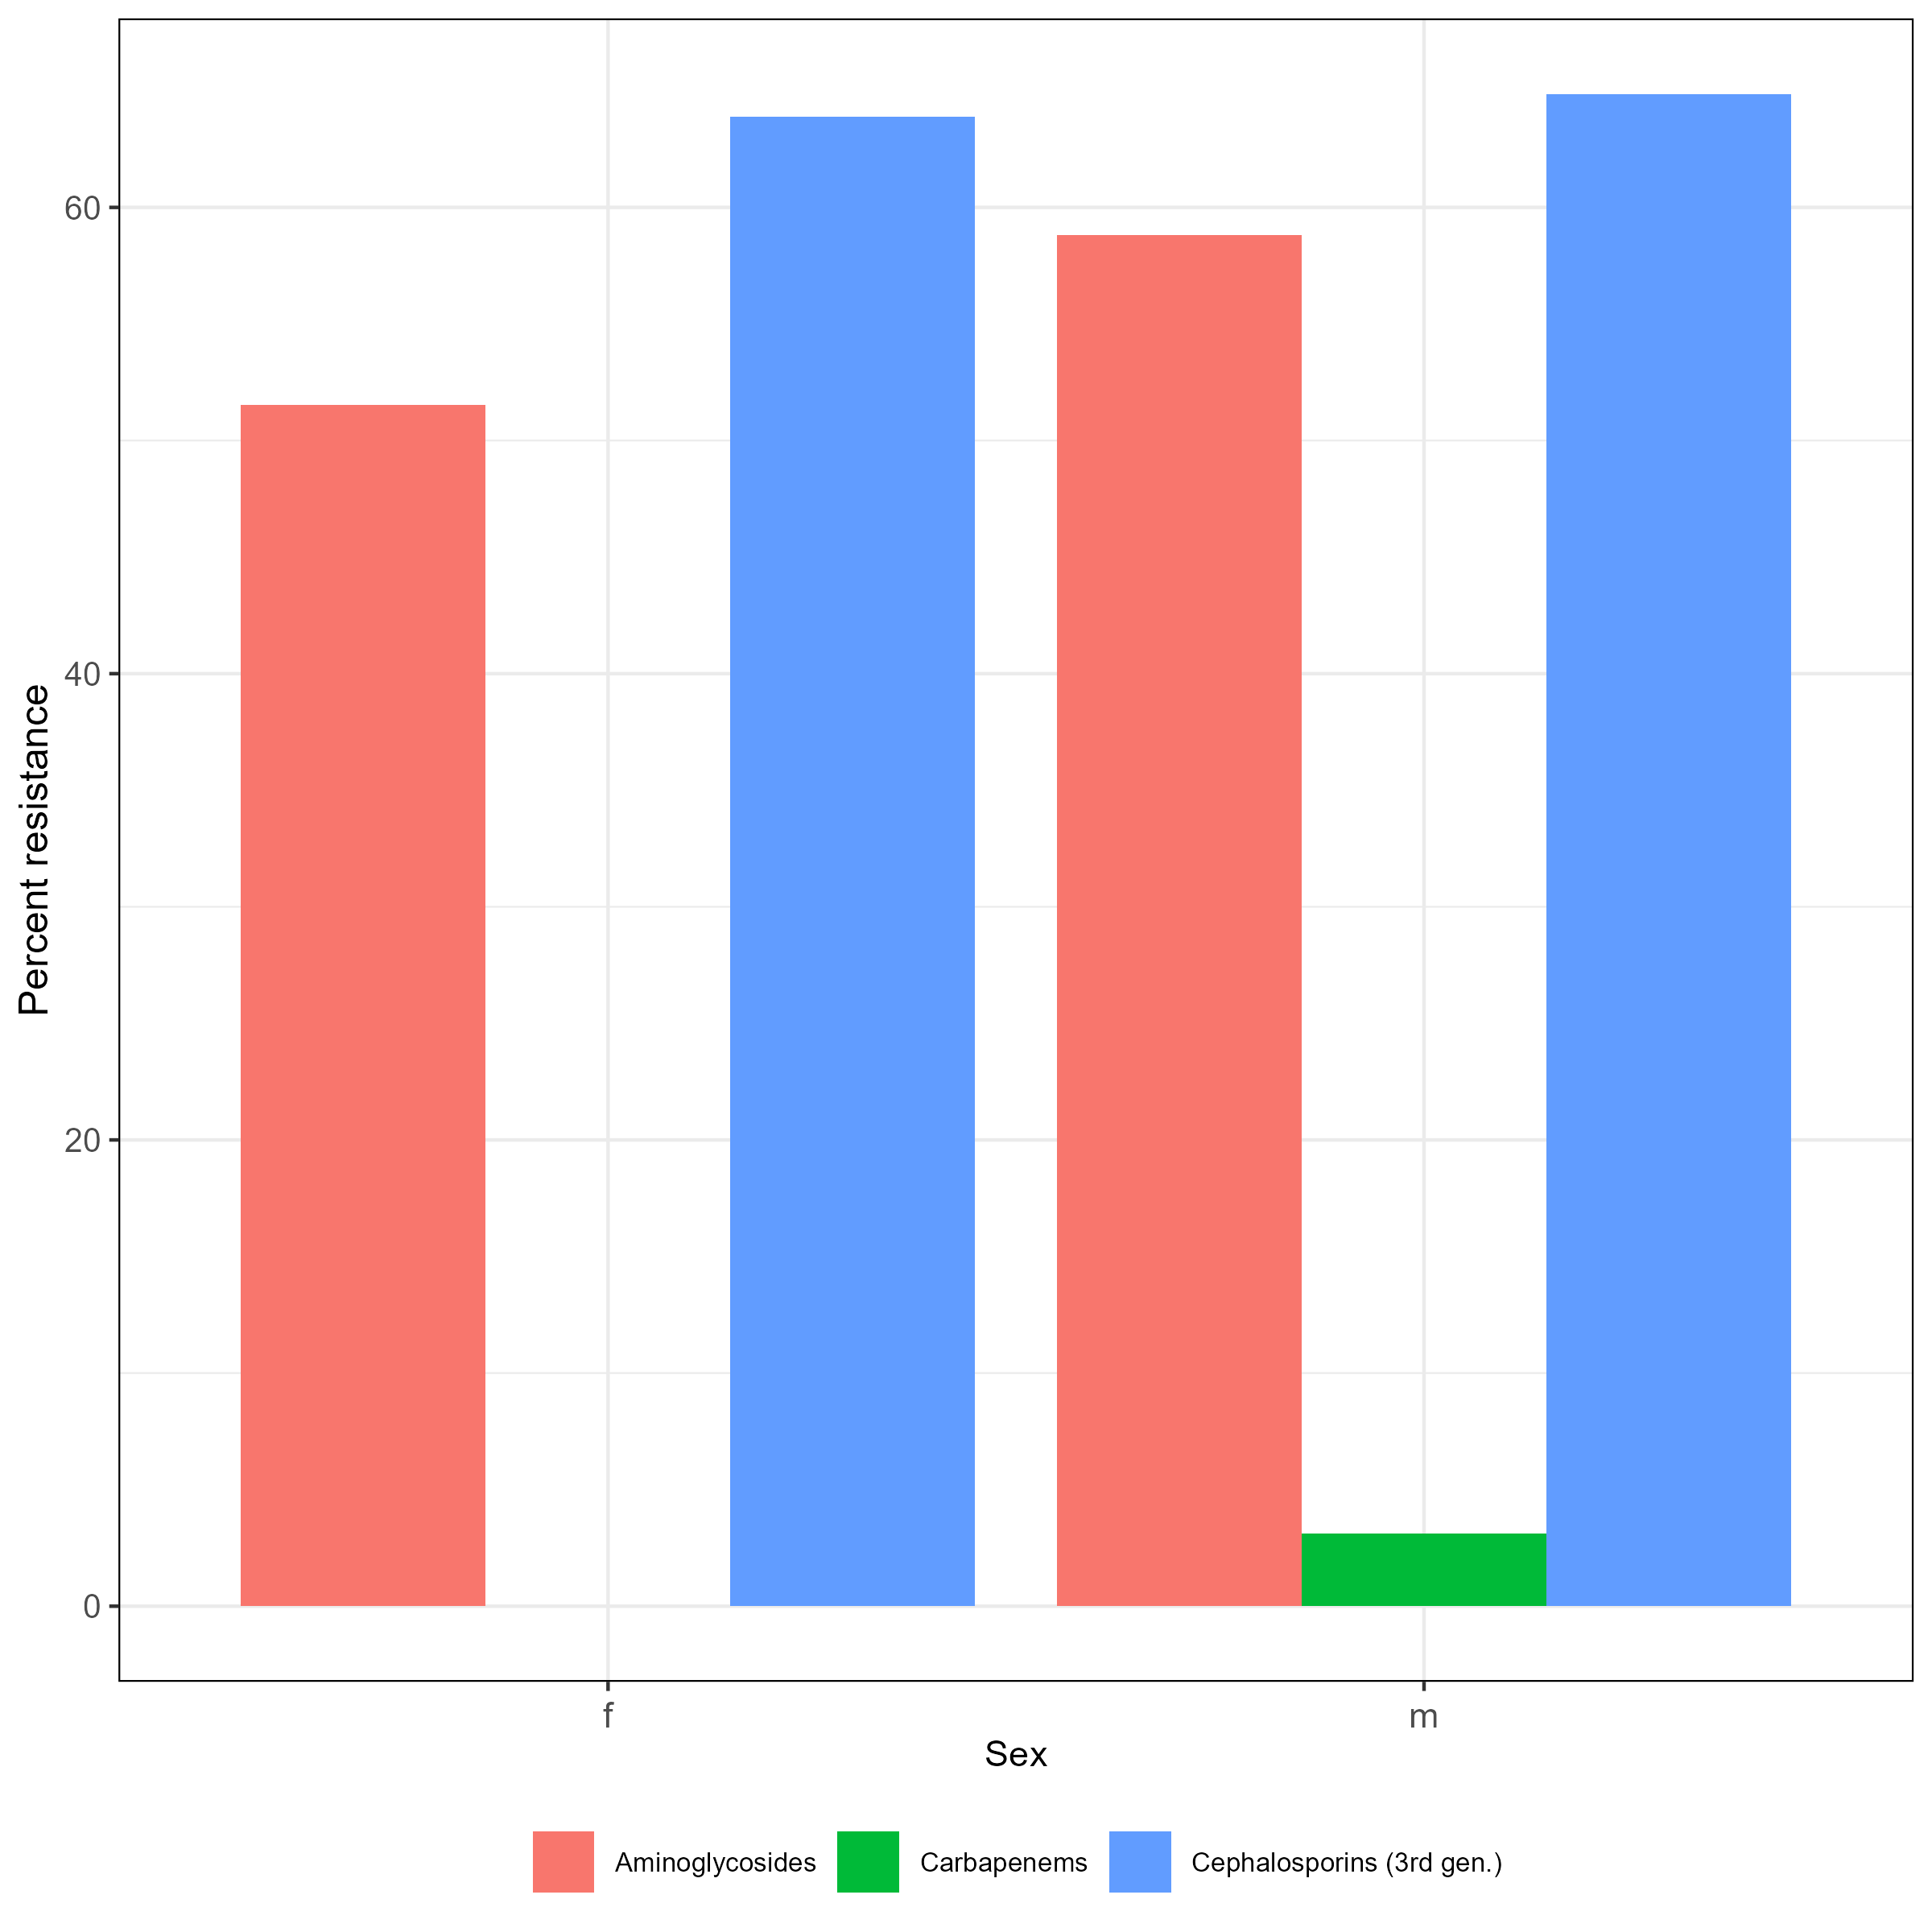 Percent resistance
60
40
20
0
f m
Sex
Aminoglycosides Carbapenems Cephalosporins (3rd gen.)